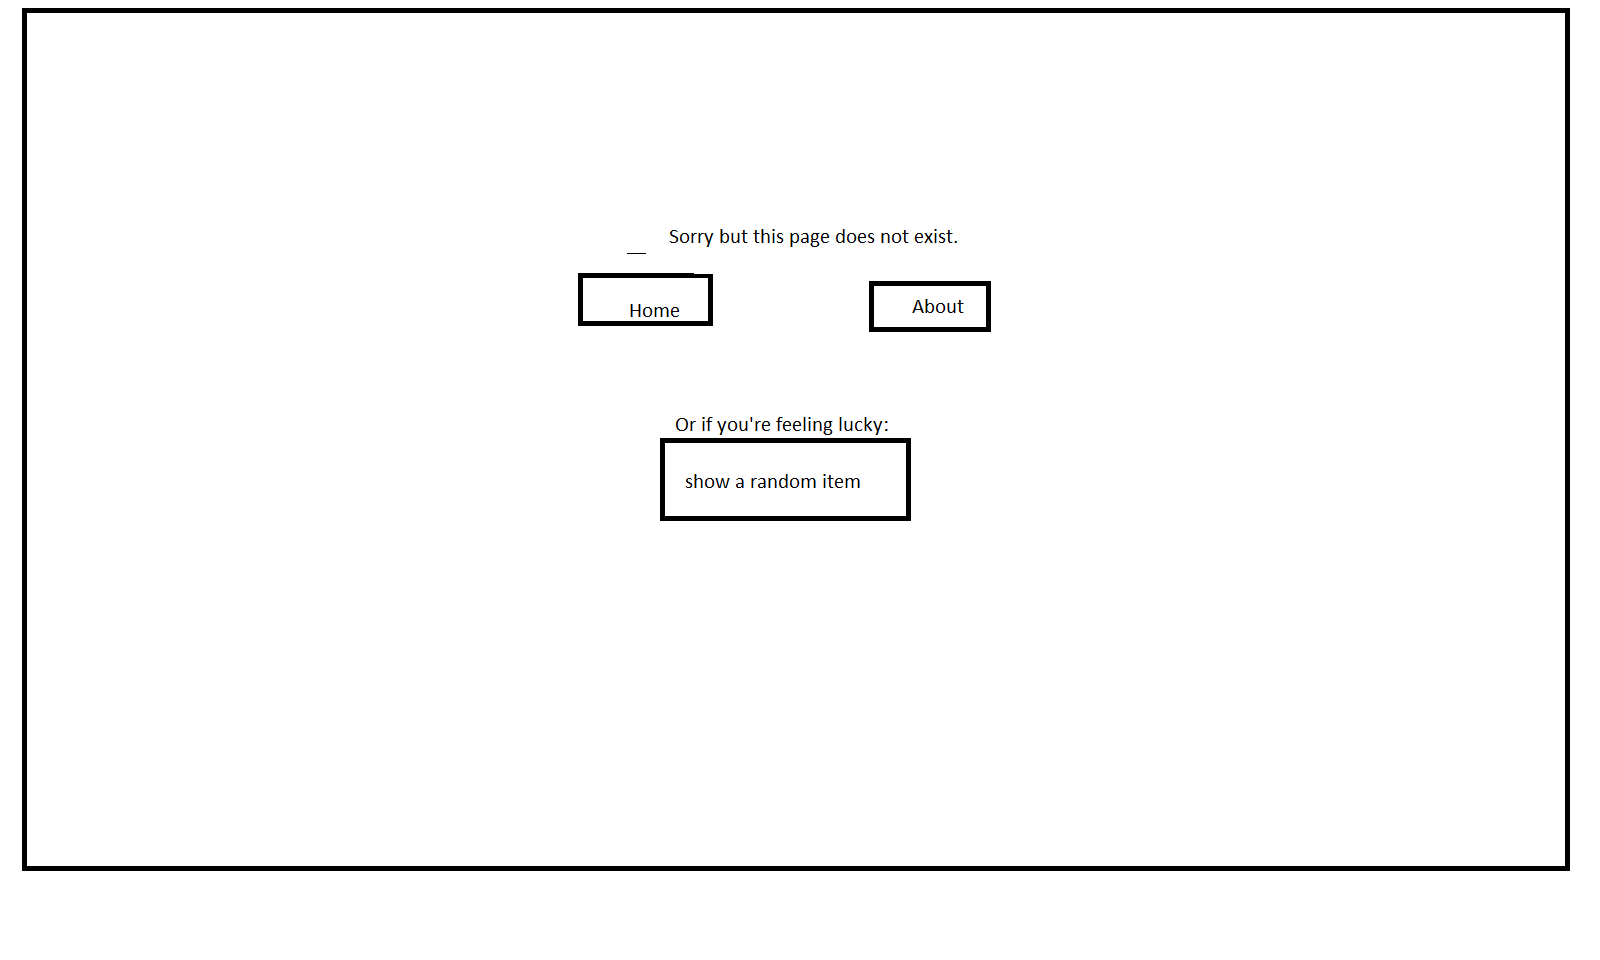 Sorry but this page does not exist.
Home
About
Or if you're feeling lucky:
show a random item